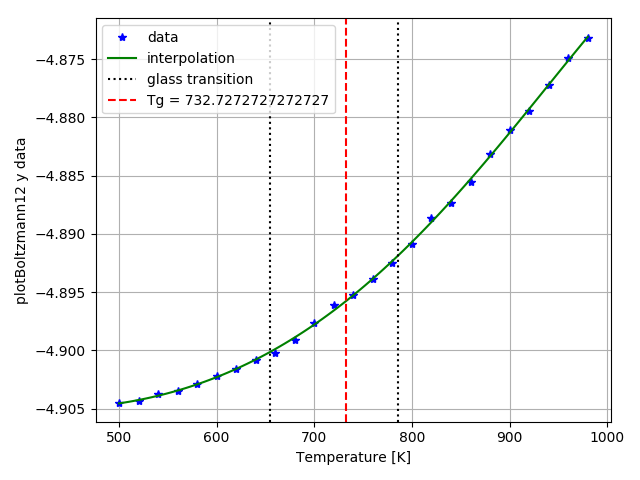 data
interpolation
glass transition
Tg = 732.7272727272727
−4.875
−4.880
−4.885
−4.890
−4.895
−4.900
−4.905
plotBoltzmann12 y data
500
600
700
800
900
1000
Temperature [K]